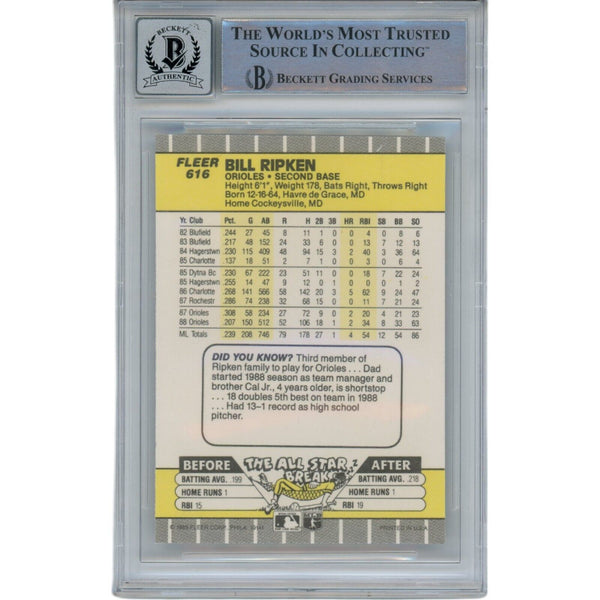 BECKETT
B
AUTHENTIC
THE WORLD'S MOST TRUSTED
SOURCE IN COLLECTING™
B BECKETT GRADING SERVICES
FLEER
616
BILL RIPKEN
ORIOLES • SECOND BASE
Height 6'1", Weight 178, Bats Right, Throws Right
Born 12-16-64, Havre de Grace, MD
Home Cockeysville, MD
Yr. Club Pct. G AB R H 2B 3B HR RBI SB BB SO
82 Blufield .244 27 45 8 11 1 0 0 4 0 8 6
83 Blufield .217 48 152 24 33 6 0 0 13 7 12 13
84 Hagerstwn .230 115 409 48 94 15 3 2 40 3 36 64
85 Charlotte .137 18 51 2 7 1 0 0 3 0 6 4
85 Dytna Bc .230 67 222 23 51 11 0 0 18 7 22 24
85 Hagerstwn .255 14 47 9 12 0 1 0 0 0 1 2
86 Charlotte .268 141 566 58 142 20 3 5 62 9 24 47
87 Rochestr .286 74 238 32 68 15 0 0 11 7 21 24
87 Orioles .308 58 234 27 72 9 0 2 20 4 21 23
88 Orioles .207 150 512 52 106 18 1 2 34 8 33 63
ML Totals .239 208 746 79 178 27 1 4 54 12 54 86
DID YOU KNOW? Third member of
Ripken family to play for Orioles . . . Dad
started 1988 season as team manager and
brother Cal Jr., 4 years older, is shortstop
. . . 18 doubles 5th best on team in 1988 . . .
. . . Had 13–1 record as high school
pitcher.
BEFORE THE ALL STAR BREAK AFTER
BATTING AVG. .199 BATTING AVG. .218
HOME RUNS 1 HOME RUNS 1
RBI 15 RBI 19
© 1989 FLEER CORP., PHILA. 19141 PRINTED IN U.S.A.